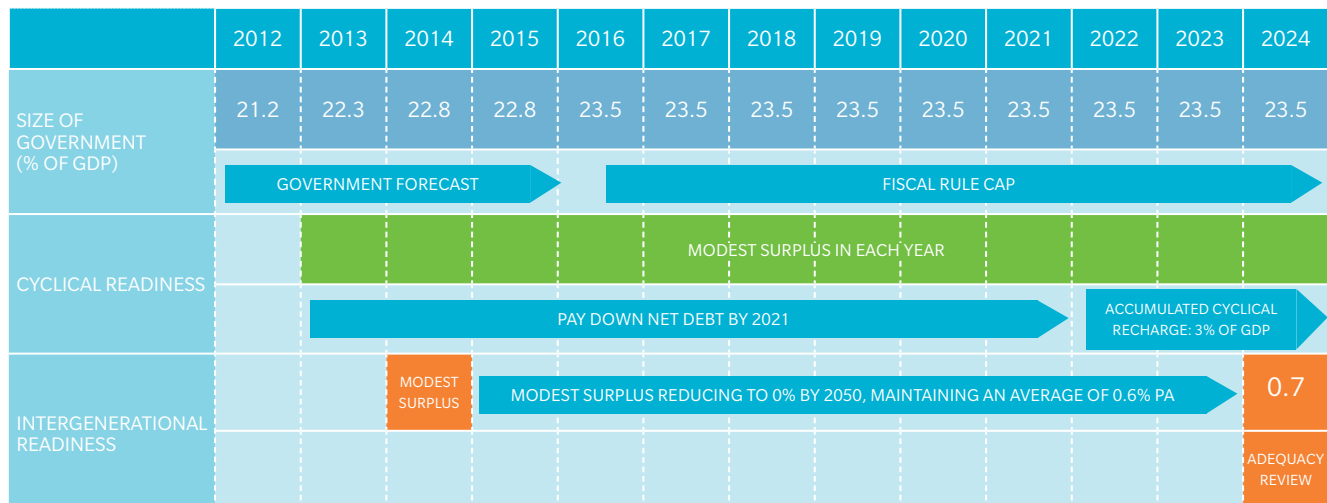 2012 2013 2014 2015 2016 2017 2018 2019 2020 2021 2022 2023 2024
SIZE OF
GOVERNMENT
(% OF GDP)
21.2 22.3 22.8 22.8 23.5 23.5 23.5 23.5 23.5 23.5 23.5 23.5 23.5
GOVERNMENT FORECAST
FISCAL RULE CAP
CYCLICAL READINESS
MODEST SURPLUS IN EACH YEAR
PAY DOWN NET DEBT BY 2021
ACCUMULATED CYCLICAL
RECHARGE: 3% OF GDP
INTERGENERATIONAL
READINESS
MODEST
SURPLUS
MODEST SURPLUS REDUCING TO 0% BY 2050, MAINTAINING AN AVERAGE OF 0.6% PA
0.7
ADEQUACY
REVIEW